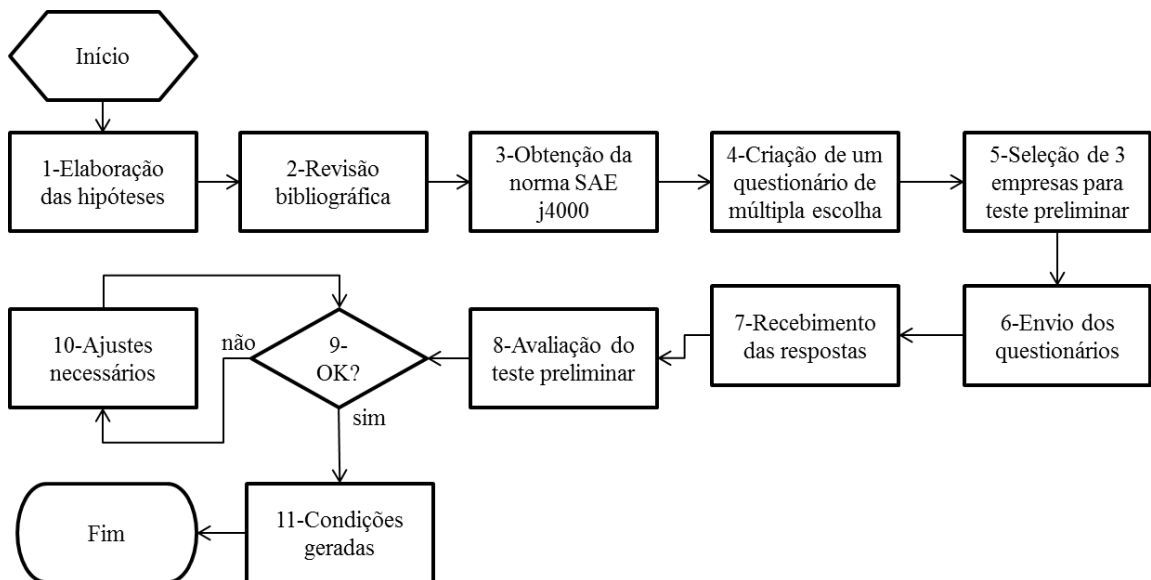 Início
1-Elaboração
das hipóteses
2-Revisão
bibliográfica
3-Obtenção da
norma SAE
j4000
4-Criação de um
questionário de
múltipla escolha
5-Seleção de 3
empresas para
teste preliminar
6-Envio dos
questionários
7-Recebimento
das respostas
8-Avaliação do
teste preliminar
9-
OK?
não
10-Ajustes
necessários
sim
11-Condições
geradas
Fim